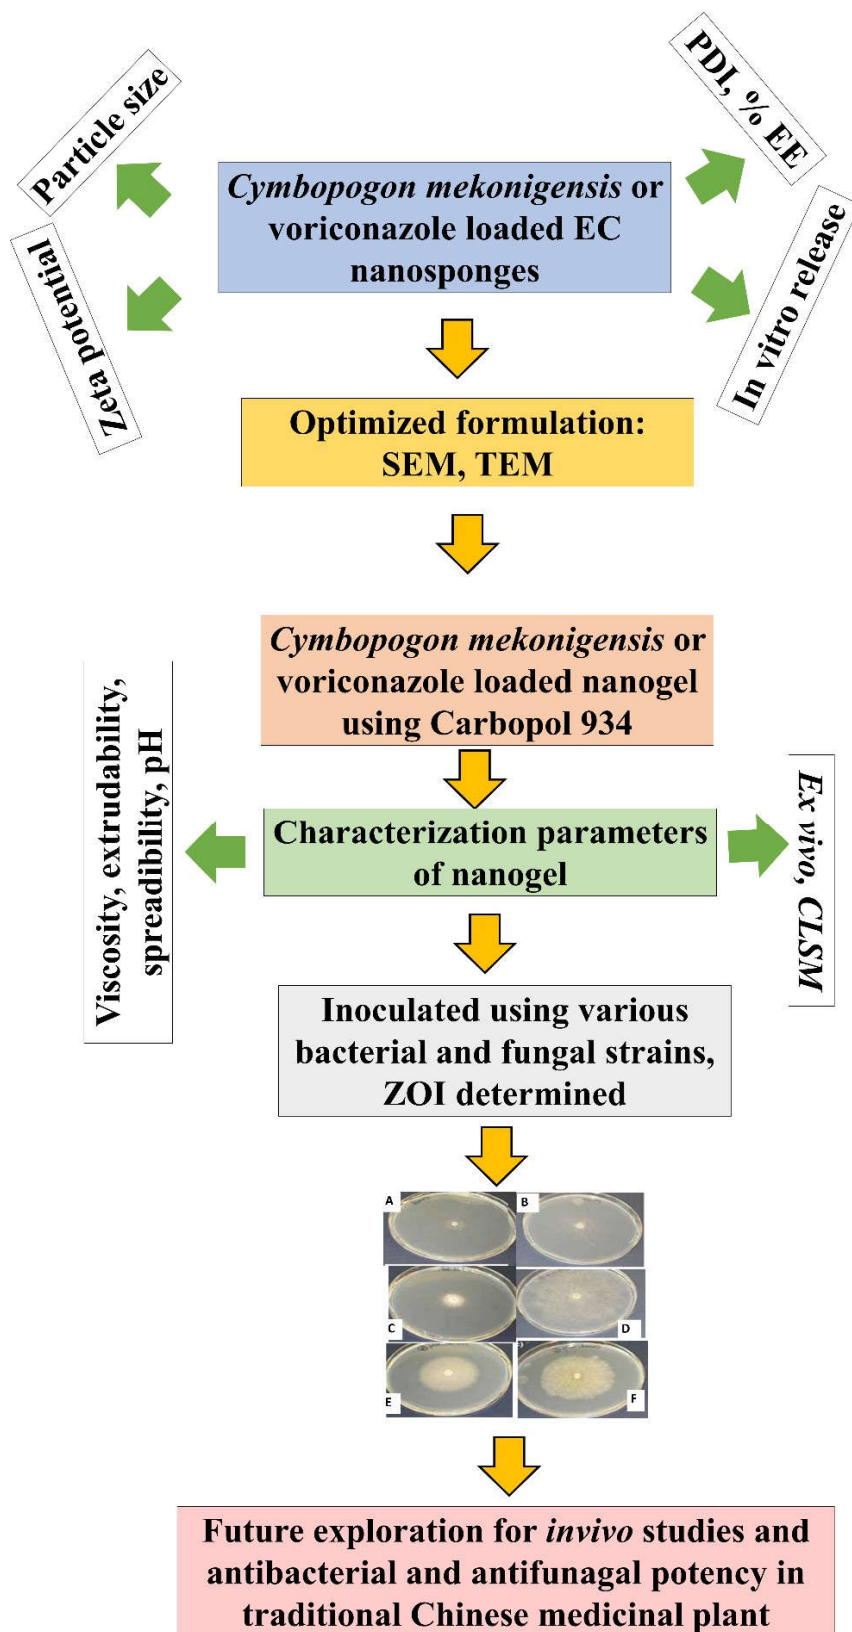 Particle size
PDI, % EE
Cymbopogon mekonigensis or
voriconazole loaded EC
nanosponges
Zeta potential
In vitro release
Optimized formulation:
SEM, TEM
Cymbopogon mekonigensis or
voriconazole loaded nanogel
using Carbopol 934
Viscosity, extrudability,
spreadibility, pH
Characterization parameters
of nanogel
Ex vivo, CLSM
Inoculated using various
bacterial and fungal strains,
ZOI determined
A
B
C
D
E
F
Future exploration for invivo studies and
antibacterial and antifunagal potency in
traditional Chinese medicinal plant